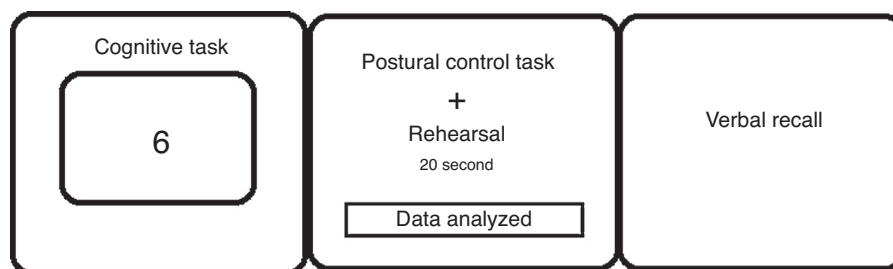 Cognitive task
6
Postural control task
+
Rehearsal
20 second
Data analyzed
Verbal recall